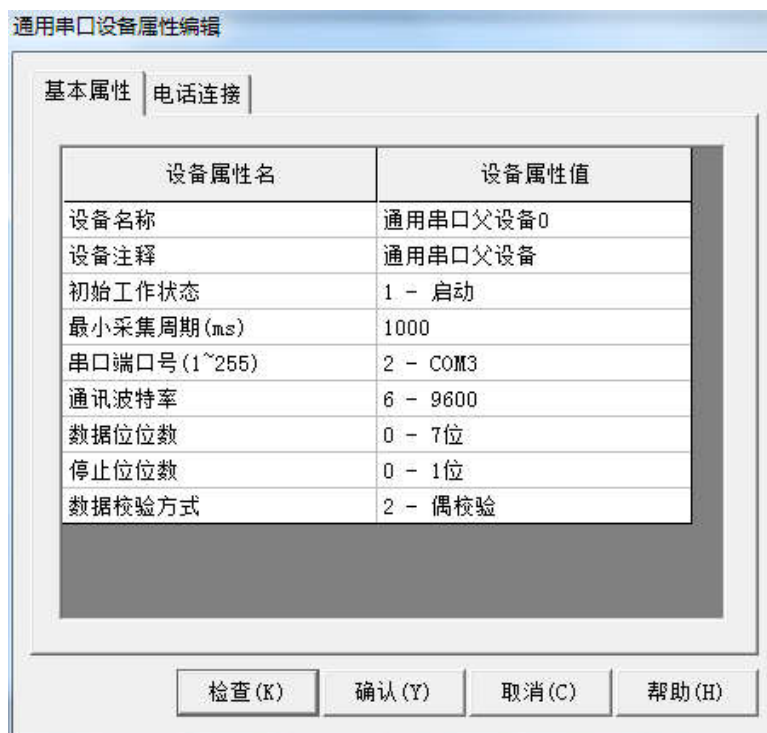 通用串口设备属性编辑
基本属性 电话连接
设备属性名 设备属性值
设备名称 通用串口父设备0
设备注释 通用串口父设备
初始工作状态 1 - 启动
最小采集周期(ms) 1000
串口端口号(1~255) 2 - COM3
通讯波特率 6 - 9600
数据位位数 0 - 7位
停止位位数 0 - 1位
数据校验方式 2 - 偶校验
检查(K) 确认(Y) 取消(C) 帮助(H)